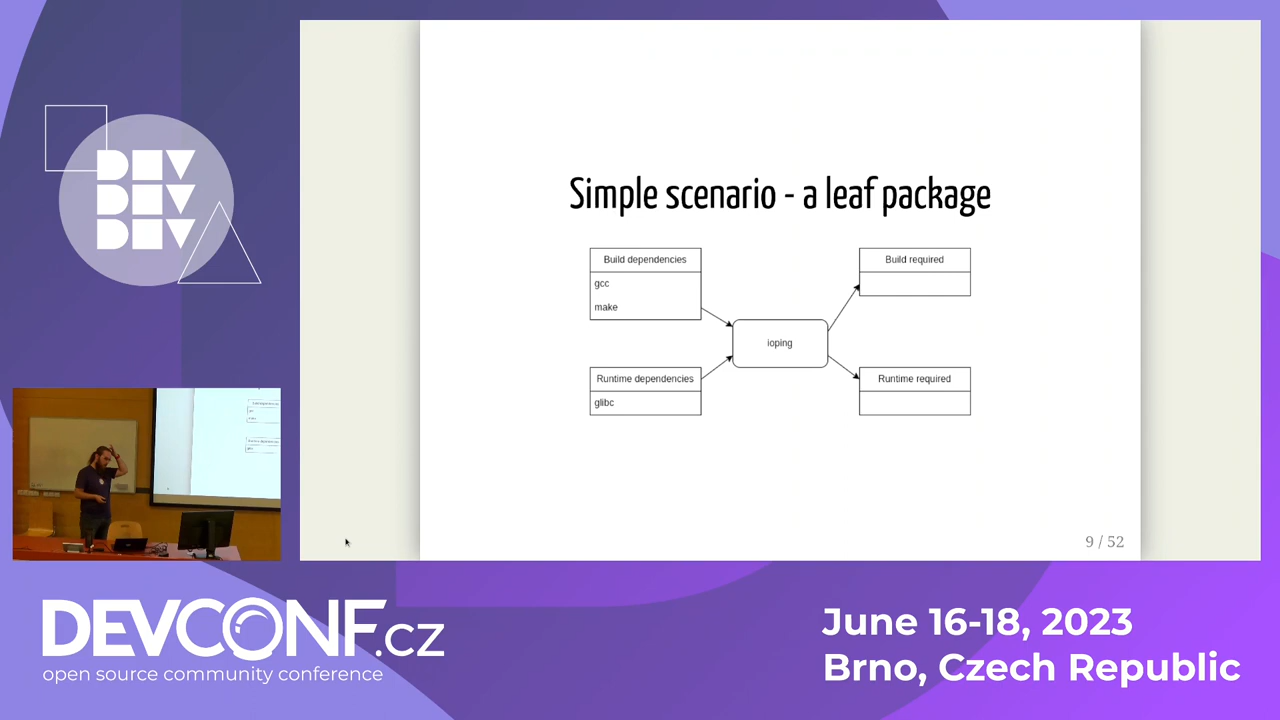 DEV
DEV
DEV
Simple scenario - a leaf package
Build dependencies
gcc
make
Build required
ioping
Runtime dependencies
glibc
Runtime required
9 / 52
DEVCONF.cz
open source community conference
June 16-18, 2023
Brno, Czech Republic